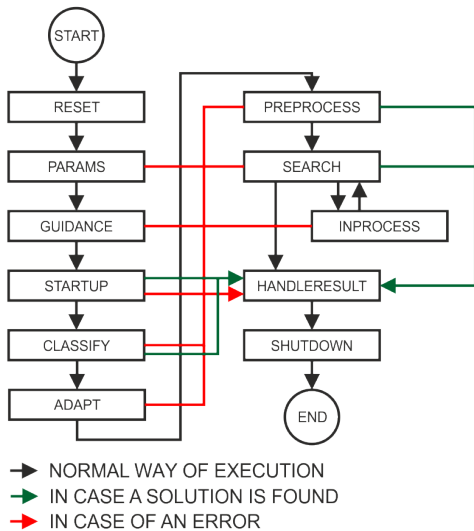 START
RESET
PARAMS
GUIDANCE
STARTUP
CLASSIFY
ADAPT
PREPROCESS
SEARCH
INPROCESS
HANDLERESULT
SHUTDOWN
END
NORMAL WAY OF EXECUTION
IN CASE A SOLUTION IS FOUND
IN CASE OF AN ERROR